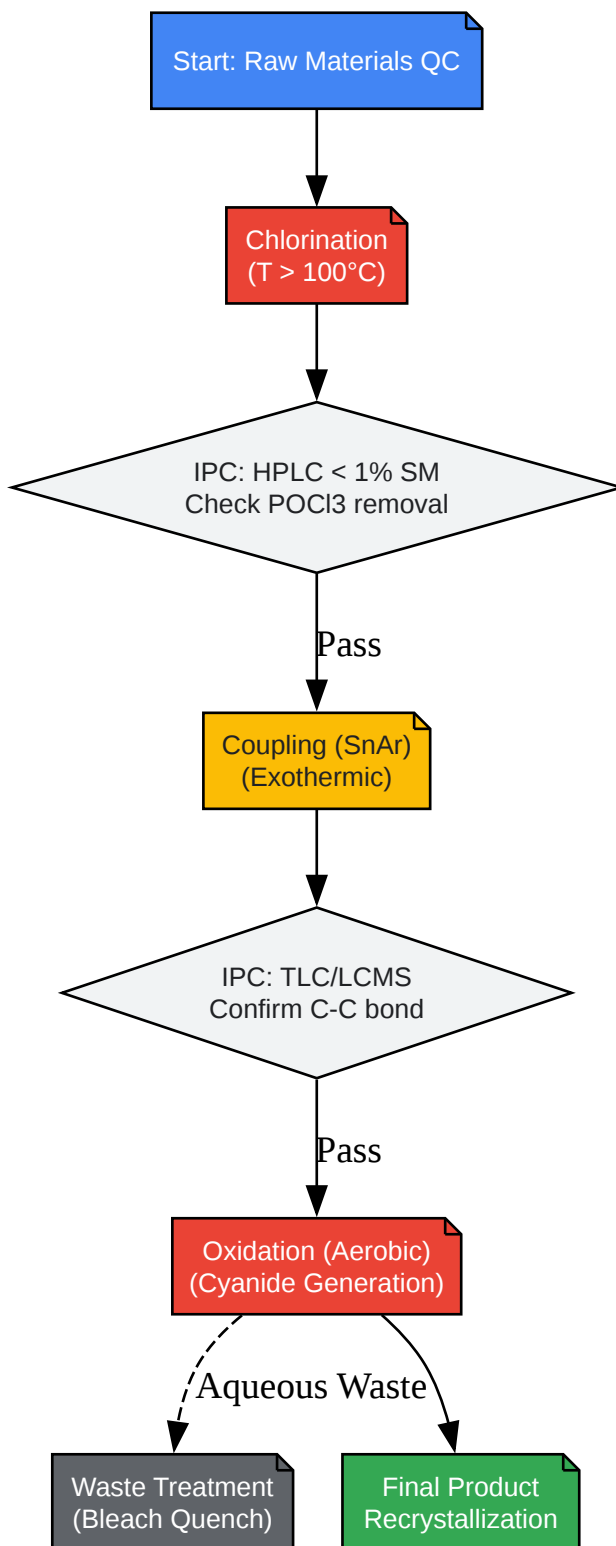 Start: Raw Materials QC
Chlorination
(T > 100°C)
IPC: HPLC < 1% SM
Check POCl3 removal
Pass
Coupling (SnAr)
(Exothermic)
IPC: TLC/LCMS
Confirm C-C bond
Pass
Oxidation (Aerobic)
(Cyanide Generation)
Aqueous Waste
Waste Treatment
(Bleach Quench)
Final Product
Recrystallization